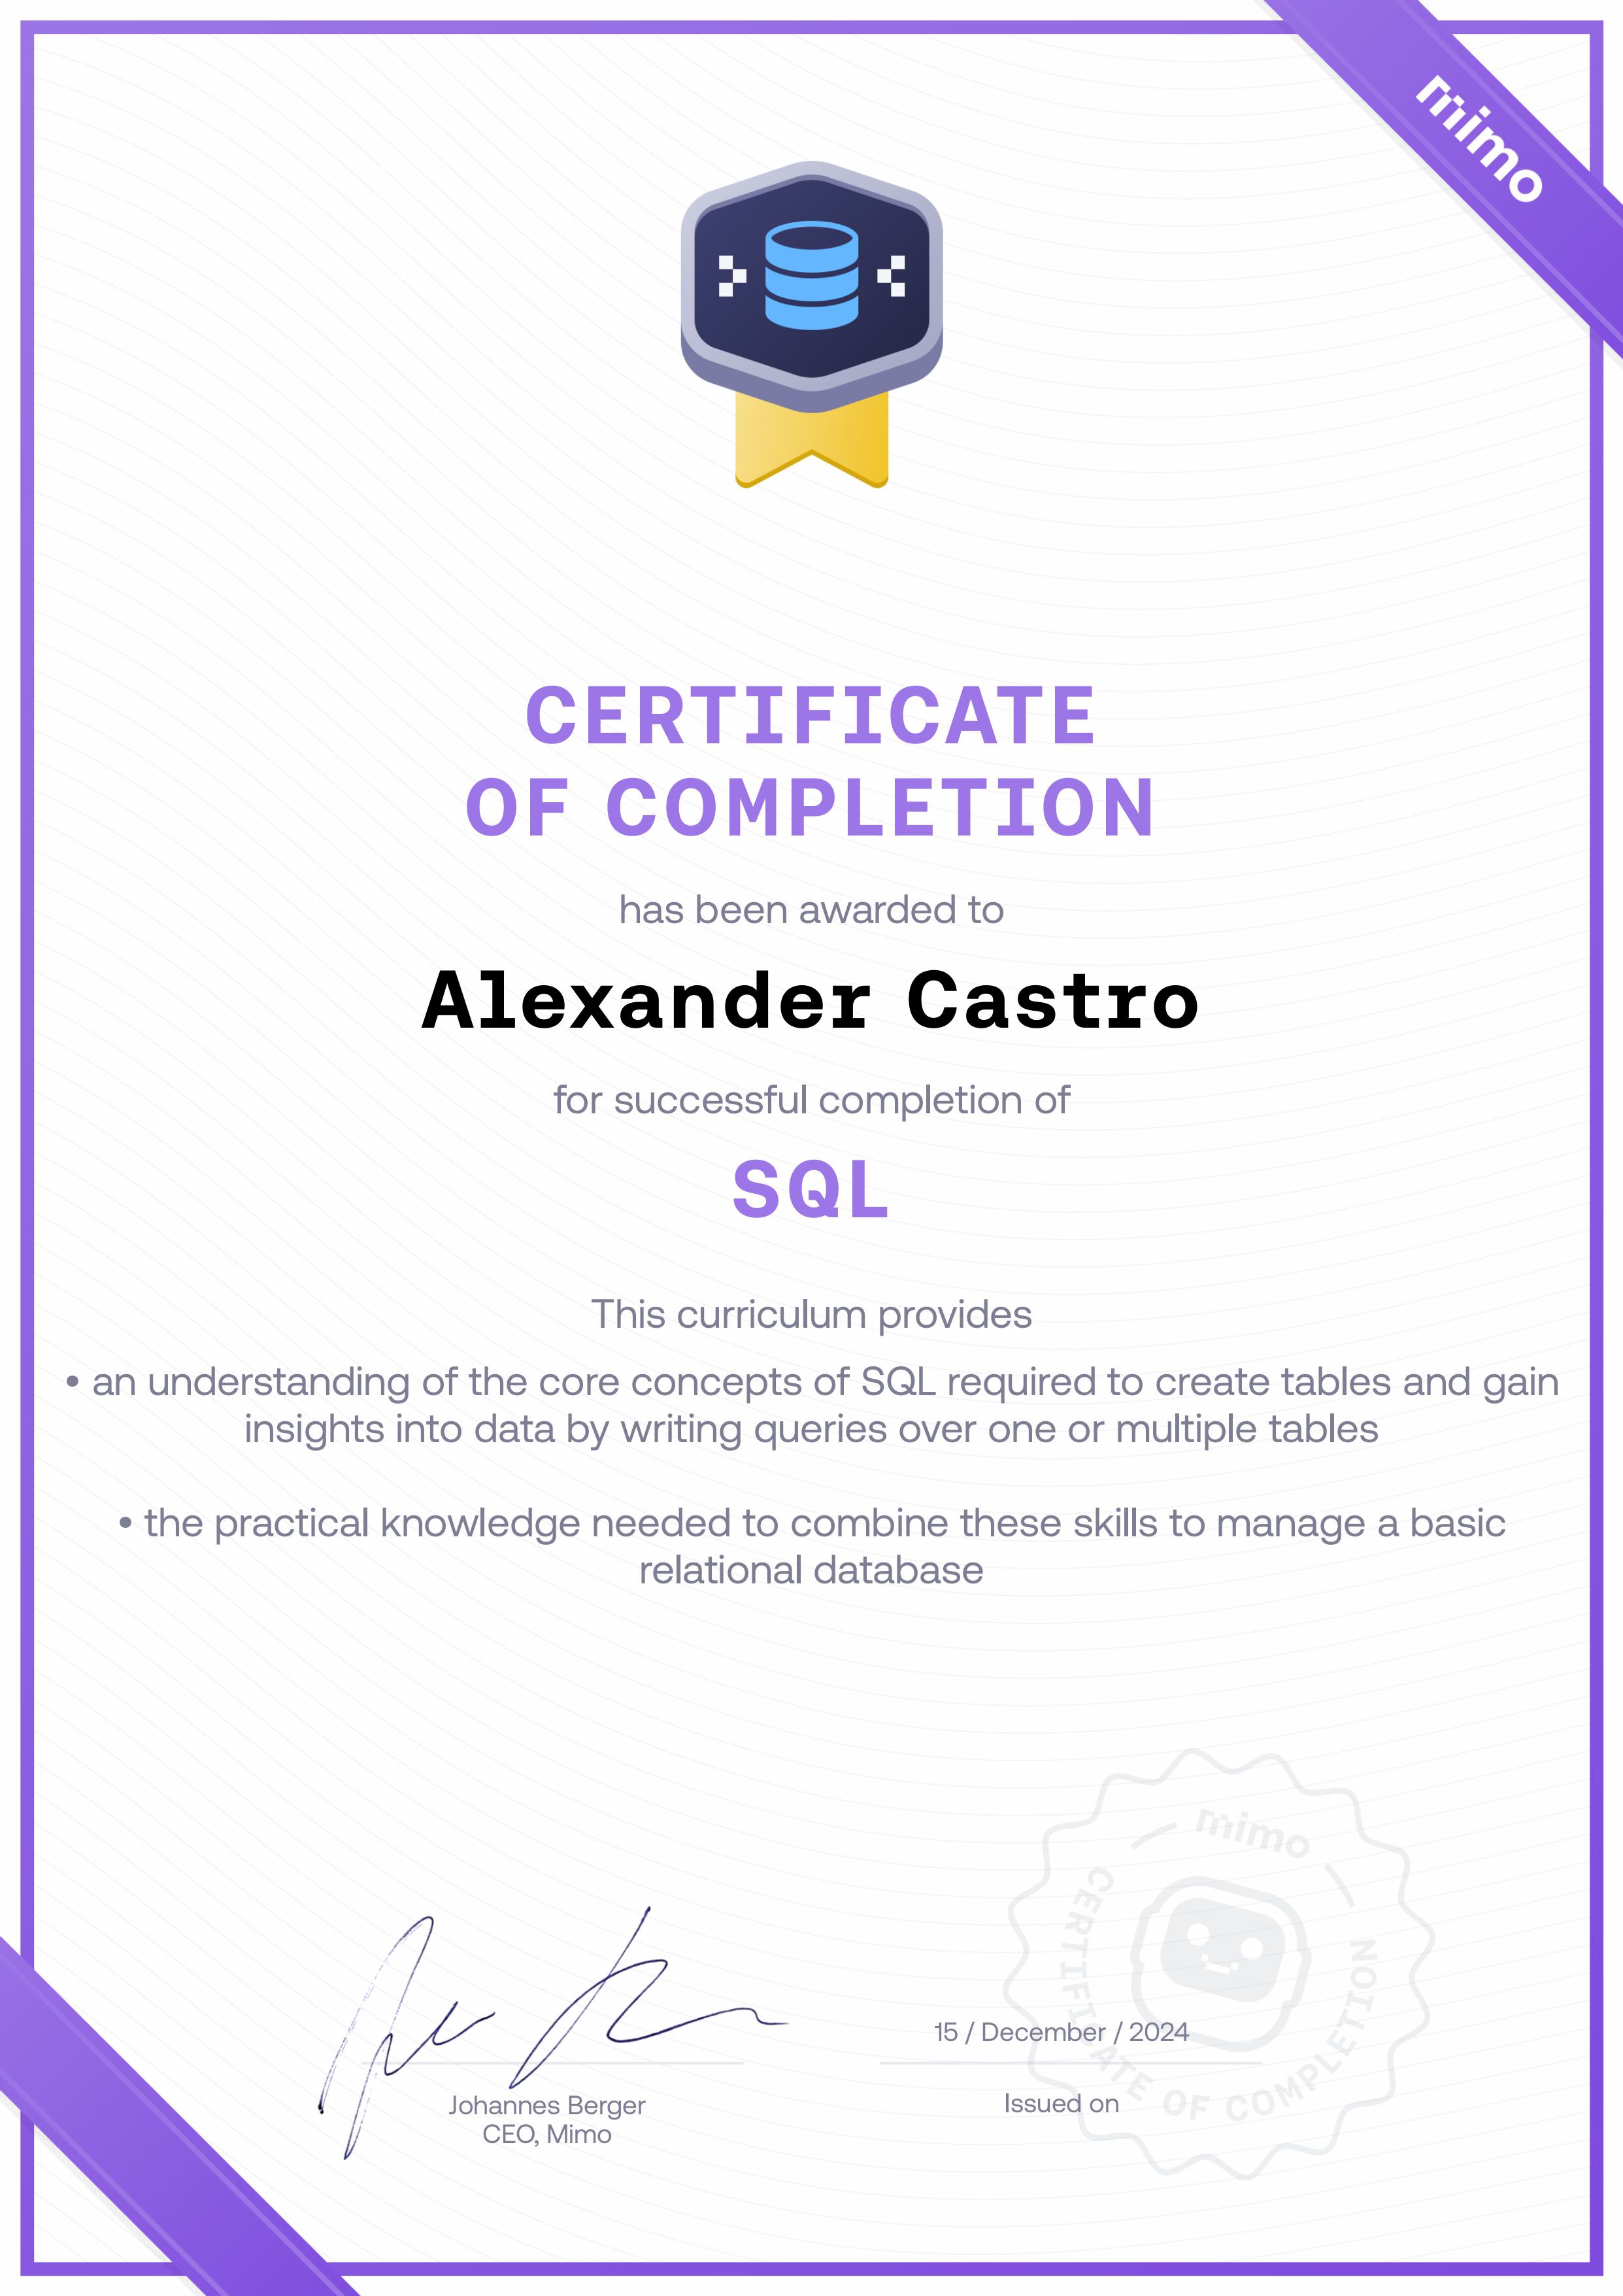 mimo
CERTIFICATE
OF COMPLETION
has been awarded to
Alexander Castro
for successful completion of
SQL
This curriculum provides
• an understanding of the core concepts of SQL required to create tables and gain
insights into data by writing queries over one or multiple tables
• the practical knowledge needed to combine these skills to manage a basic
relational database
mimo
CERTIFICATE OF COMPLETION
15 / December / 2024
Johannes Berger
CEO, Mimo
Issued on